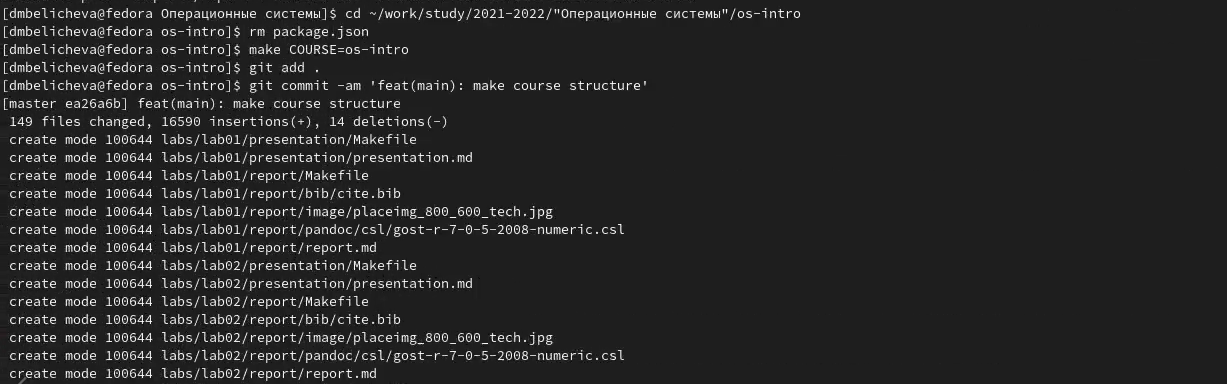 [dmbelicheva@fedora Операционные системы]$ cd ~/work/study/2021-2022/"Операционные системы"/os-intro
[dmbelicheva@fedora os-intro]$ rm package.json
[dmbelicheva@fedora os-intro]$ make COURSE=os-intro
[dmbelicheva@fedora os-intro]$ git add .
[dmbelicheva@fedora os-intro]$ git commit -am 'feat(main): make course structure'
[master ea26a6b] feat(main): make course structure
 149 files changed, 16590 insertions(+), 14 deletions(-)
 create mode 100644 labs/lab01/presentation/Makefile
 create mode 100644 labs/lab01/presentation/presentation.md
 create mode 100644 labs/lab01/report/Makefile
 create mode 100644 labs/lab01/report/bib/cite.bib
 create mode 100644 labs/lab01/report/image/placeimg_800_600_tech.jpg
 create mode 100644 labs/lab01/report/pandoc/csl/gost-r-7-0-5-2008-numeric.csl
 create mode 100644 labs/lab01/report/report.md
 create mode 100644 labs/lab02/presentation/Makefile
 create mode 100644 labs/lab02/presentation/presentation.md
 create mode 100644 labs/lab02/report/Makefile
 create mode 100644 labs/lab02/report/bib/cite.bib
 create mode 100644 labs/lab02/report/image/placeimg_800_600_tech.jpg
 create mode 100644 labs/lab02/report/pandoc/csl/gost-r-7-0-5-2008-numeric.csl
 create mode 100644 labs/lab02/report/report.md